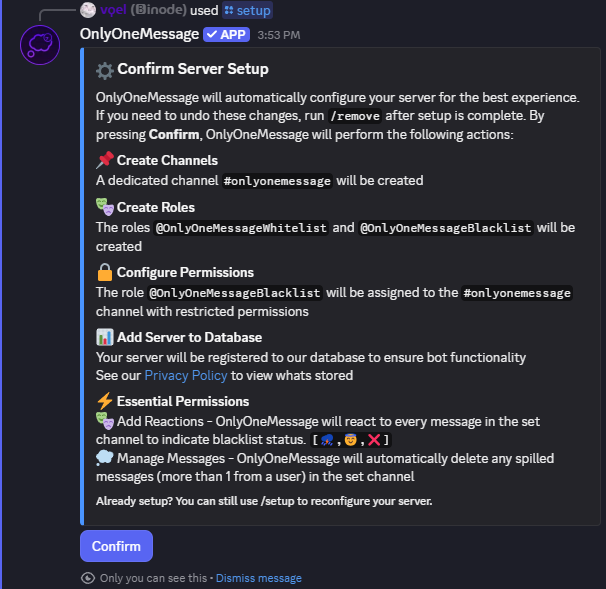 vgel (Binode) used setup
OnlyOneMessage ✓ APP 3:53 PM
Confirm Server Setup
OnlyOneMessage will automatically configure your server for the best experience.
If you need to undo these changes, run /remove after setup is complete. By
pressing Confirm, OnlyOneMessage will perform the following actions:
Create Channels
A dedicated channel #onlyonemessage will be created
Create Roles
The roles @OnlyOneMessageWhitelist and @OnlyOneMessageBlacklist will be
created
Configure Permissions
The role @OnlyOneMessageBlacklist will be assigned to the #onlyonemessage
channel with restricted permissions
Add Server to Database
Your server will be registered to our database to ensure bot functionality
See our Privacy Policy to view whats stored
Essential Permissions
Add Reactions - OnlyOneMessage will react to every message in the set
channel to indicate blacklist status. [ , , ]
Manage Messages - OnlyOneMessage will automatically delete any spilled
messages (more than 1 from a user) in the set channel
Already setup? You can still use /setup to reconfigure your server.
Confirm
Only you can see this • Dismiss message